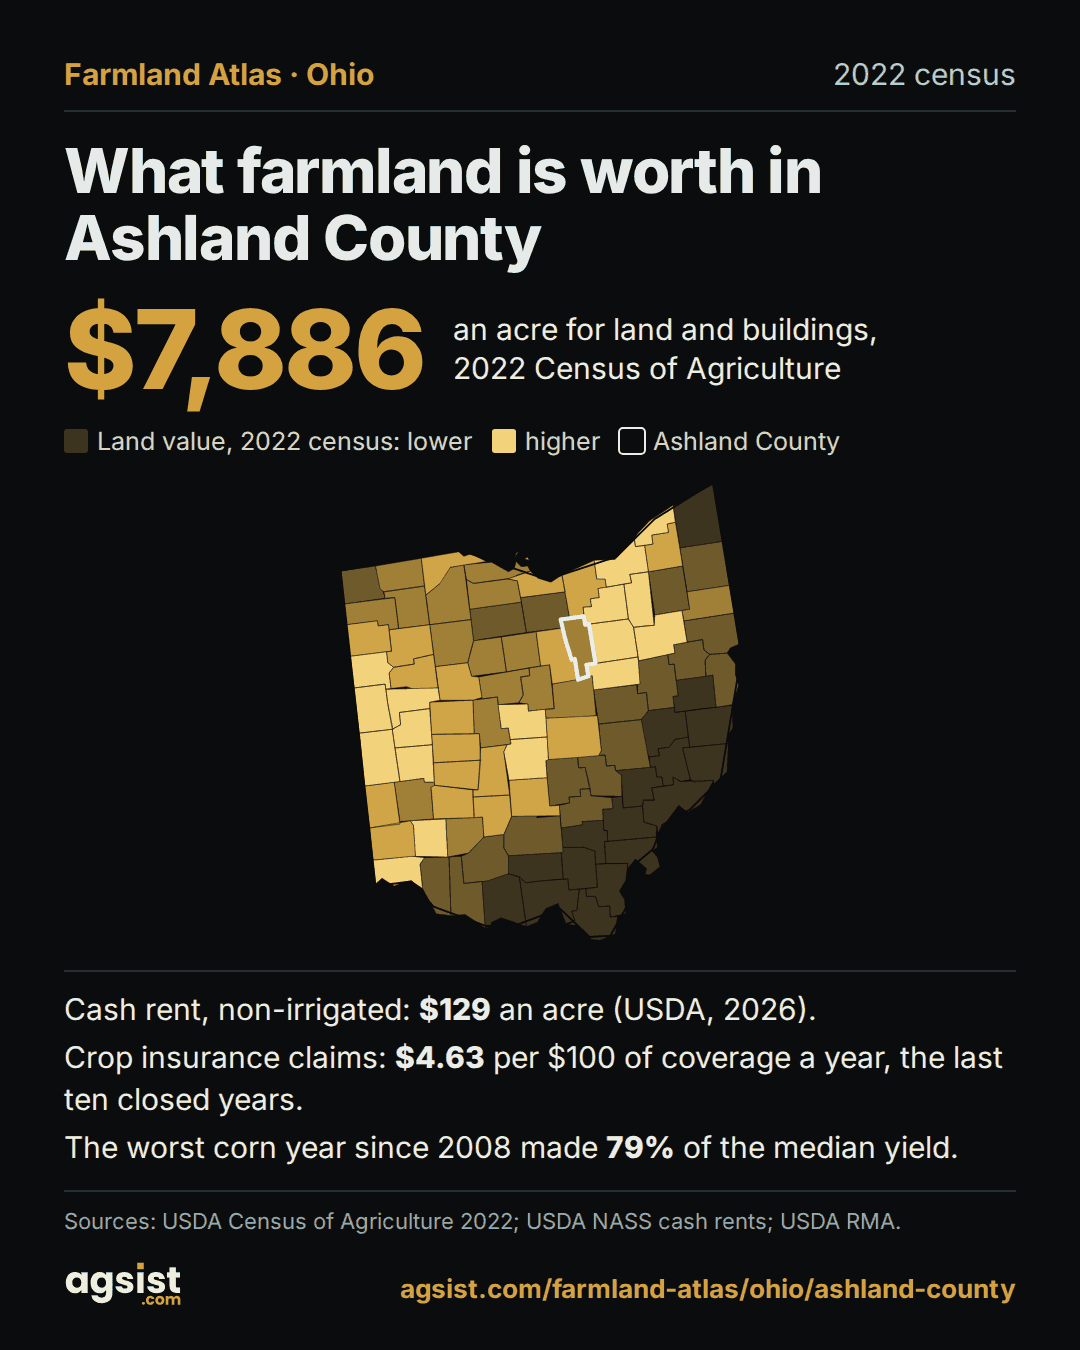 Farmland Atlas · Ohio
2022 census
What farmland is worth in
Ashland County
$7,886
an acre for land and buildings,
2022 Census of Agriculture
Land value, 2022 census: lower
higher
Ashland County
Cash rent, non-irrigated: $129 an acre (USDA, 2026).
Crop insurance claims: $4.63 per $100 of coverage a year, the last
ten closed years.
The worst corn year since 2008 made 79% of the median yield.
Sources: USDA Census of Agriculture 2022; USDA NASS cash rents; USDA RMA.
agsist
.com
agsist.com/farmland-atlas/ohio/ashland-county